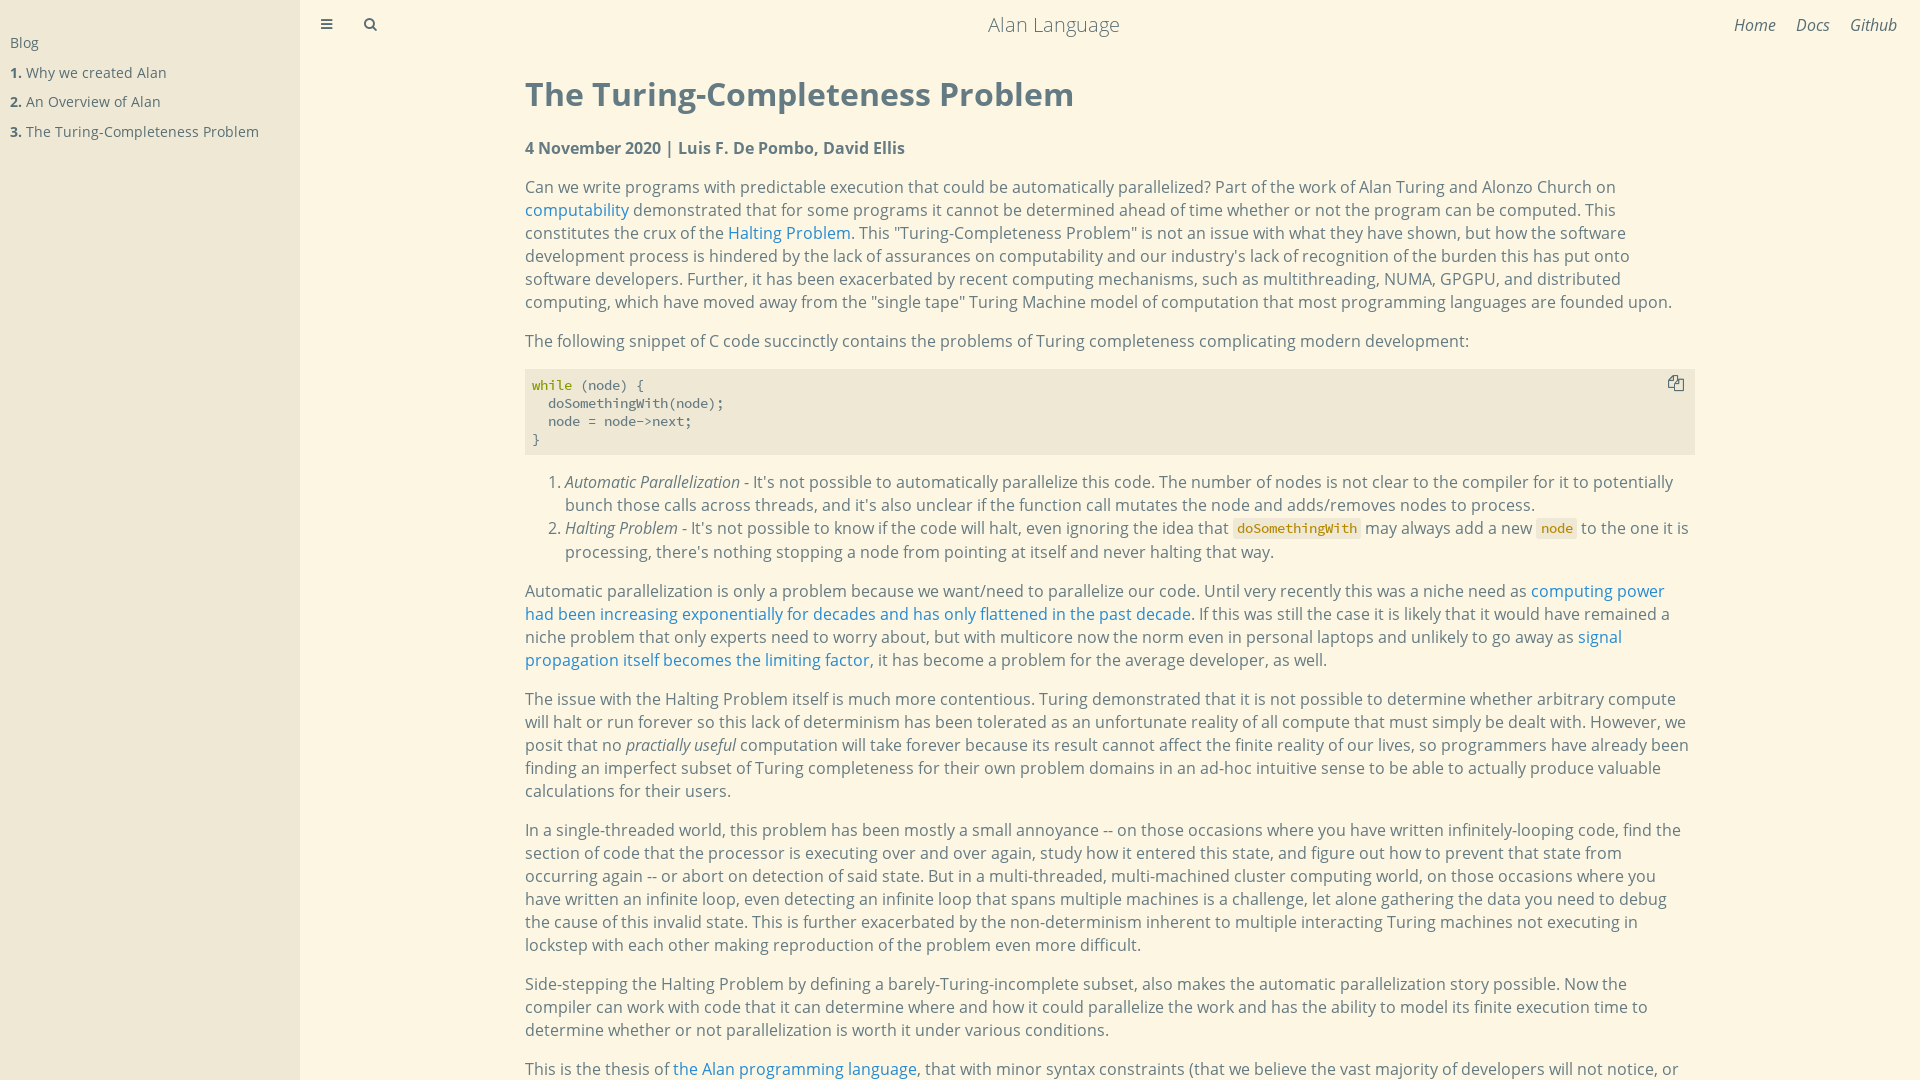 Blog
1. Why we created Alan
2. An Overview of Alan
3. The Turing-Completeness Problem
Alan Language
Home Docs Github
The Turing-Completeness Problem
4 November 2020 | Luis F. De Pombo, David Ellis
Can we write programs with predictable execution that could be automatically parallelized? Part of the work of Alan Turing and Alonzo Church on
computability demonstrated that for some programs it cannot be determined ahead of time whether or not the program can be computed. This
constitutes the crux of the Halting Problem. This "Turing-Completeness Problem" is not an issue with what they have shown, but how the software
development process is hindered by the lack of assurances on computability and our industry's lack of recognition of the burden this has put onto
software developers. Further, it has been exacerbated by recent computing mechanisms, such as multithreading, NUMA, GPGPU, and distributed
computing, which have moved away from the "single tape" Turing Machine model of computation that most programming languages are founded upon.
The following snippet of C code succinctly contains the problems of Turing completeness complicating modern development:
while (node) {
  doSomethingWith(node);
  node = node->next;
}
1. Automatic Parallelization - It's not possible to automatically parallelize this code. The number of nodes is not clear to the compiler for it to potentially
bunch those calls across threads, and it's also unclear if the function call mutates the node and adds/removes nodes to process.
2. Halting Problem - It's not possible to know if the code will halt, even ignoring the idea that doSomethingWith may always add a new node to the one it is
processing, there's nothing stopping a node from pointing at itself and never halting that way.
Automatic parallelization is only a problem because we want/need to parallelize our code. Until very recently this was a niche need as computing power
had been increasing exponentially for decades and has only flattened in the past decade. If this was still the case it is likely that it would have remained a
niche problem that only experts need to worry about, but with multicore now the norm even in personal laptops and unlikely to go away as signal
propagation itself becomes the limiting factor, it has become a problem for the average developer, as well.
The issue with the Halting Problem itself is much more contentious. Turing demonstrated that it is not possible to determine whether arbitrary compute
will halt or run forever so this lack of determinism has been tolerated as an unfortunate reality of all compute that must simply be dealt with. However, we
posit that no practially useful computation will take forever because its result cannot affect the finite reality of our lives, so programmers have already been
finding an imperfect subset of Turing completeness for their own problem domains in an ad-hoc intuitive sense to be able to actually produce valuable
calculations for their users.
In a single-threaded world, this problem has been mostly a small annoyance -- on those occasions where you have written infinitely-looping code, find the
section of code that the processor is executing over and over again, study how it entered this state, and figure out how to prevent that state from
occurring again -- or abort on detection of said state. But in a multi-threaded, multi-machined cluster computing world, on those occasions where you
have written an infinite loop, even detecting an infinite loop that spans multiple machines is a challenge, let alone gathering the data you need to debug
the cause of this invalid state. This is further exacerbated by the non-determinism inherent to multiple interacting Turing machines not executing in
lockstep with each other making reproduction of the problem even more difficult.
Side-stepping the Halting Problem by defining a barely-Turing-incomplete subset, also makes the automatic parallelization story possible. Now the
compiler can work with code that it can determine where and how it could parallelize the work and has the ability to model its finite execution time to
determine whether or not parallelization is worth it under various conditions.
This is the thesis of the Alan programming language, that with minor syntax constraints (that we believe the vast majority of developers will not notice, or